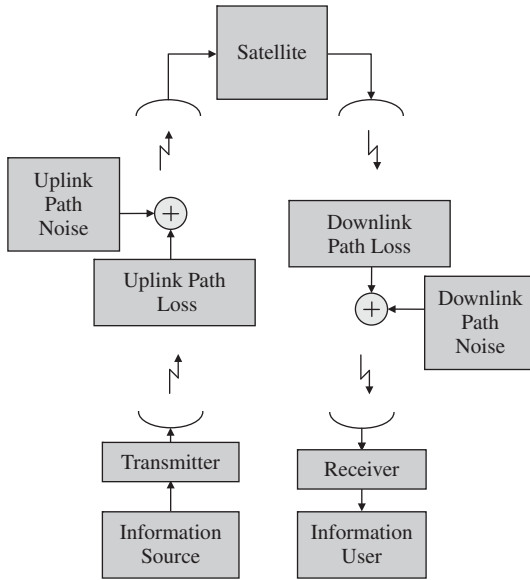 Satellite
Uplink
Path
Noise
+
Uplink Path
Loss
Downlink
Path Loss
+
Downlink
Path
Noise
Transmitter
Information
Source
Receiver
Information
User